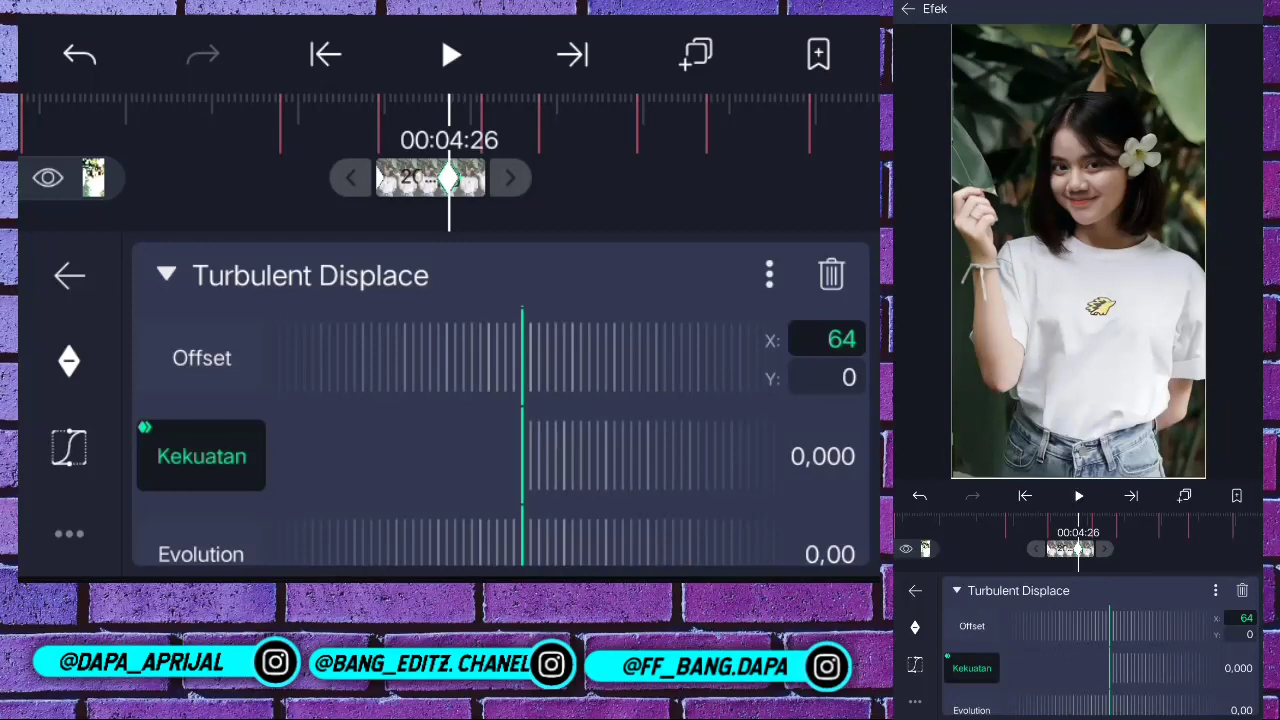 00:04:26
20...
Turbulent Displace
Offset
X: 64
Y: 0
Kekuatan
0,000
Evolution
0,00
@DAPA_APRIJAL
@BANG_EDITZ. CHANEL
@FF_BANG.DAPA
Efek
00:04:26
Turbulent Displace
Offset
X: 64
Y: 0
Kekuatan
0,000
Evolution
0,00